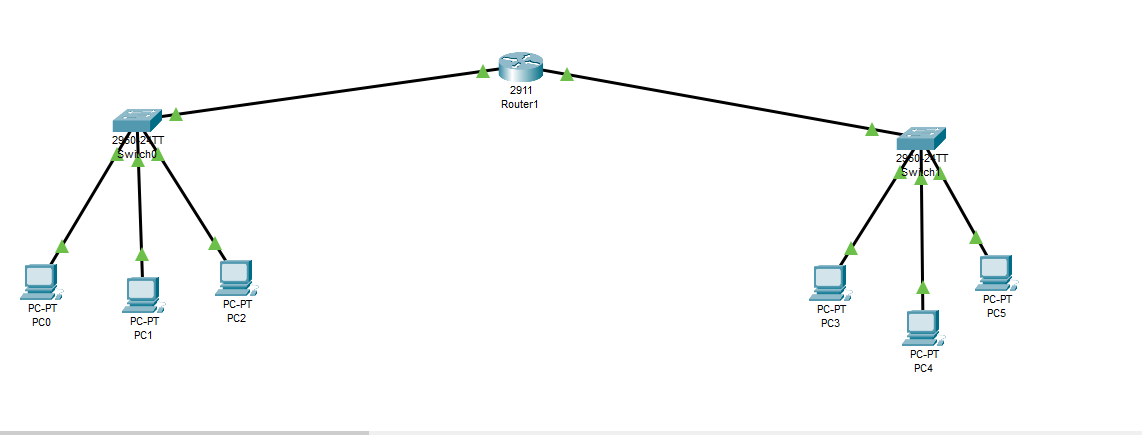 2911
Router1
2960-24TT
Switch0
2960-24TT
Switch1
PC-PT
PC0
PC-PT
PC1
PC-PT
PC2
PC-PT
PC3
PC-PT
PC4
PC-PT
PC5